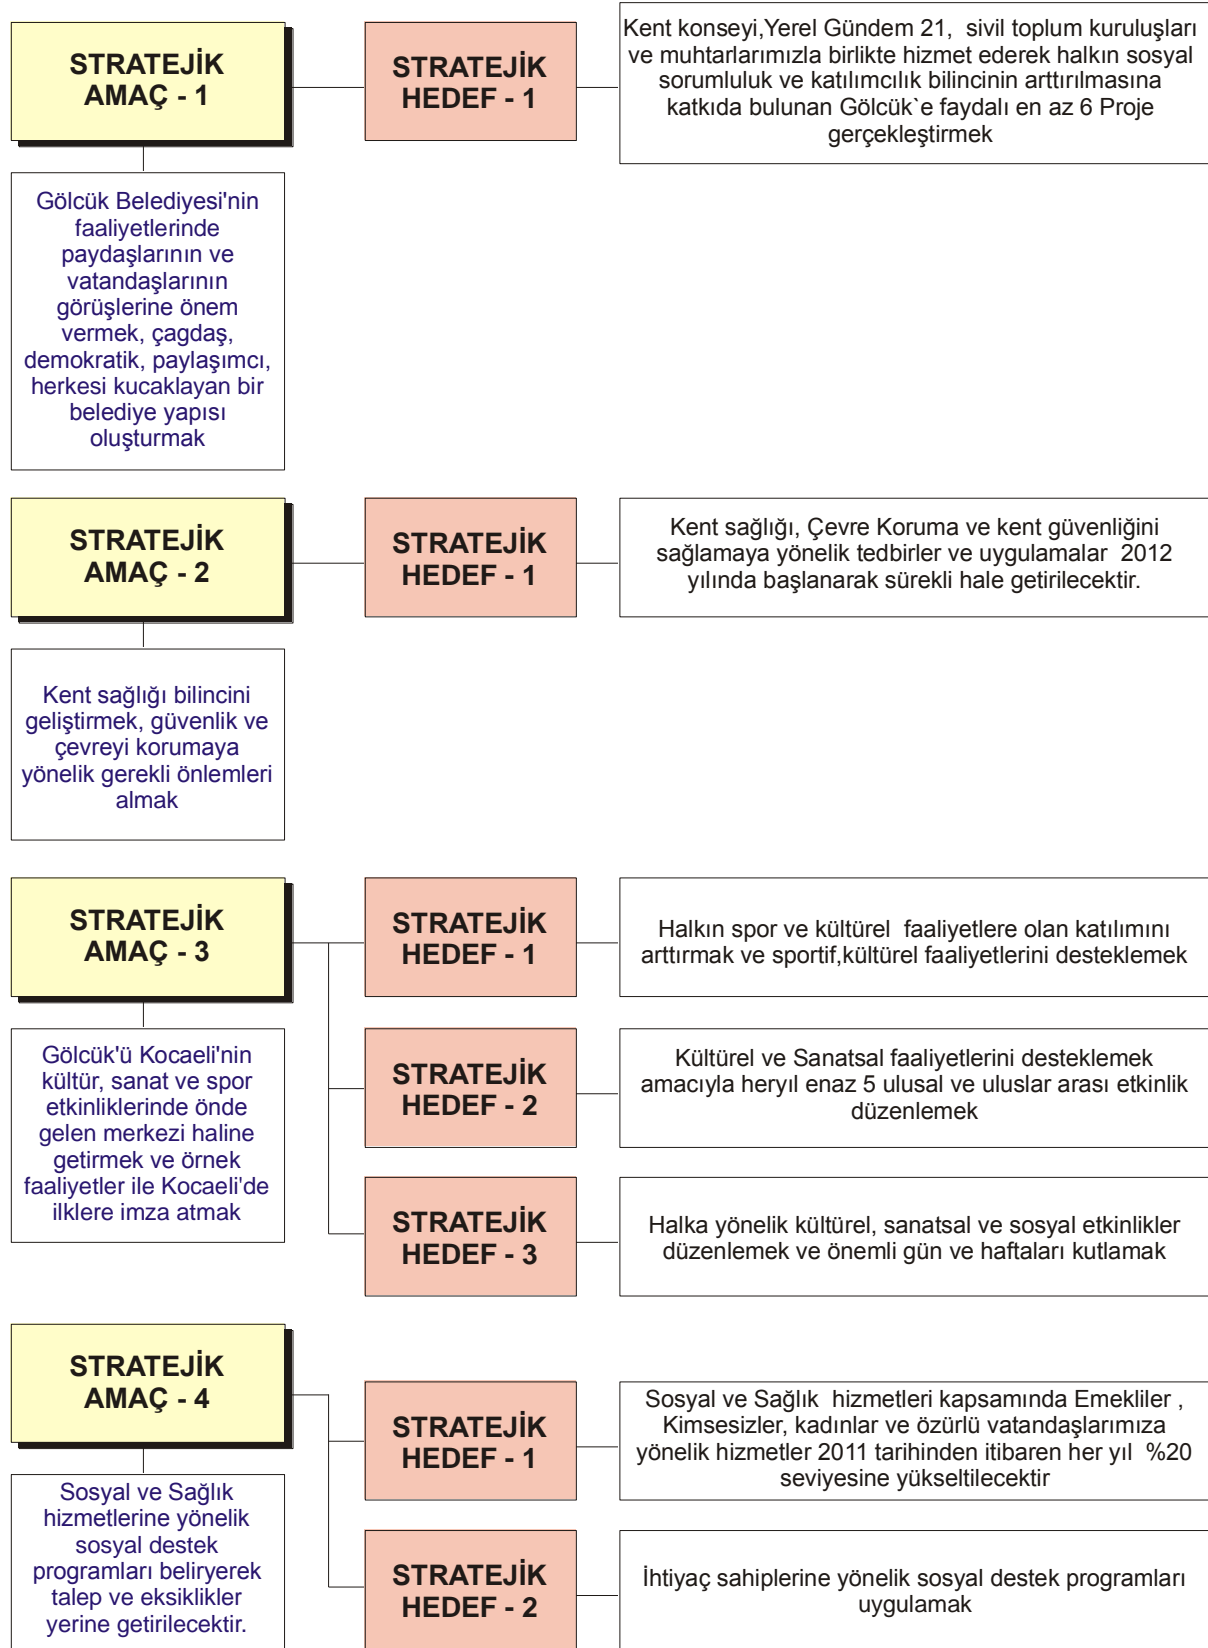 STRATEJİK
AMAÇ - 1
STRATEJİK
HEDEF - 1
Kent konseyi,Yerel Gündem 21, sivil toplum kuruluşları
ve muhtarlarımızla birlikte hizmet ederek halkın sosyal
sorumluluk ve katılımcılık bilincinin arttırılmasına
katkıda bulunan Gölcük`e faydalı en az 6 Proje
gerçekleştirmek
Gölcük Belediyesi'nin
faaliyetlerinde
paydaşlarının ve
vatandaşlarının
görüşlerine önem
vermek, çagdaş,
demokratik, paylaşımcı,
herkesi kucaklayan bir
belediye yapısı
oluşturmak
STRATEJİK
AMAÇ - 2
STRATEJİK
HEDEF - 1
Kent sağlığı, Çevre Koruma ve kent güvenliğini
sağlamaya yönelik tedbirler ve uygulamalar 2012
yılında başlanarak sürekli hale getirilecektir.
Kent sağlığı bilincini
geliştirmek, güvenlik ve
çevreyi korumaya
yönelik gerekli önlemleri
almak
STRATEJİK
AMAÇ - 3
STRATEJİK
HEDEF - 1
Halkın spor ve kültürel faaliyetlere olan katılımını
arttırmak ve sportif,kültürel faaliyetlerini desteklemek
Gölcük'ü Kocaeli'nin
kültür, sanat ve spor
etkinliklerinde önde
gelen merkezi haline
getirmek ve örnek
faaliyetler ile Kocaeli'de
ilklere imza atmak
STRATEJİK
HEDEF - 2
Kültürel ve Sanatsal faaliyetlerini desteklemek
amacıyla heryıl enaz 5 ulusal ve uluslar arası etkinlik
düzenlemek
STRATEJİK
HEDEF - 3
Halka yönelik kültürel, sanatsal ve sosyal etkinlikler
düzenlemek ve önemli gün ve haftaları kutlamak
STRATEJİK
AMAÇ - 4
STRATEJİK
HEDEF - 1
Sosyal ve Sağlık hizmetleri kapsamında Emekliler ,
Kimsesizler, kadınlar ve özürlü vatandaşlarımıza
yönelik hizmetler 2011 tarihinden itibaren her yıl %20
seviyesine yükseltilecektir
Sosyal ve Sağlık
hizmetlerine yönelik
sosyal destek
programları beliryerek
talep ve eksiklikler
yerine getirilecektir.
STRATEJİK
HEDEF - 2
İhtiyaç sahiplerine yönelik sosyal destek programları
uygulamak